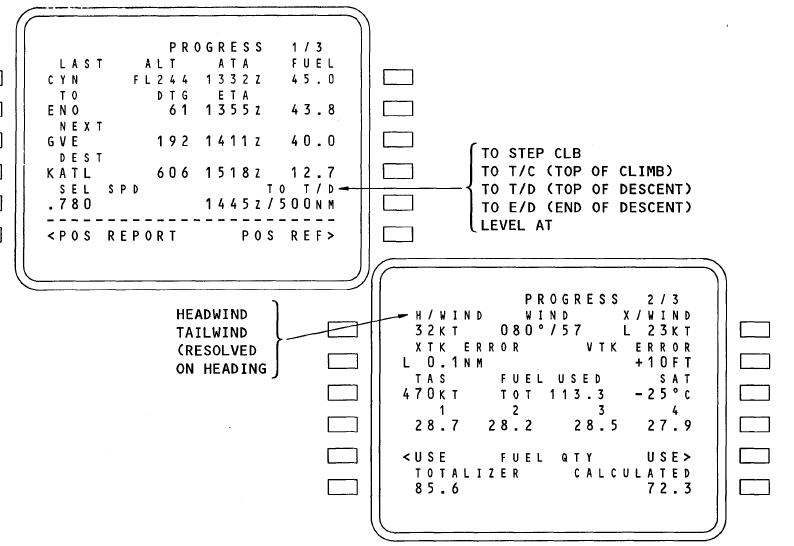 PROGRESS 1/3
LAST ALT ATA FUEL
CYN FL244 1332Z 45.0
TO DTG ETA
ENO 61 1355Z 43.8
NEXT
GVE 192 1411Z 40.0
DEST
KATL 606 1518Z 12.7
SEL SPD TO T/D
.780 1445Z/500NM
<POS REPORT POS REF>
TO STEP CLB
TO T/C (TOP OF CLIMB)
TO T/D (TOP OF DESCENT)
TO E/D (END OF DESCENT)
LEVEL AT
HEADWIND
TAILWIND
(RESOLVED
ON HEADING
PROGRESS 2/3
H/WIND WIND X/WIND
32KT 080°/57 L 23KT
XTK ERROR VTK ERROR
L 0.1NM +10FT
TAS FUEL USED SAT
470KT TOT 113.3 -25°C
1 2 3 4
28.7 28.2 28.5 27.9
<USE FUEL QTY USE>
TOTALIZER CALCULATED
85.6 72.3